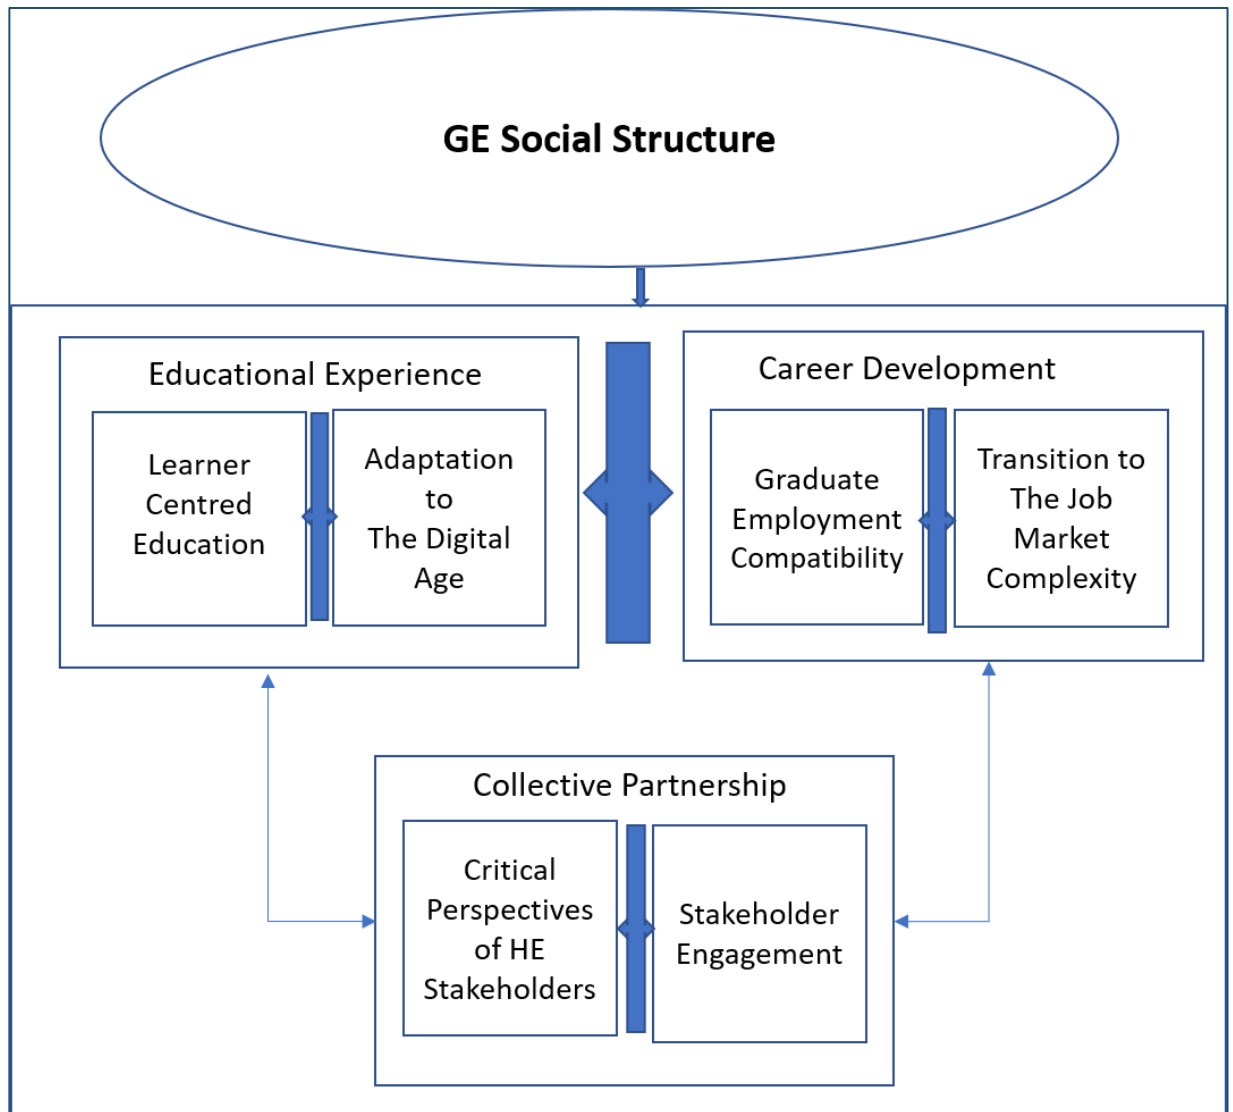 GE Social Structure
Educational Experience
Learner
Centred
Education
Adaptation
to
The Digital
Age
Career Development
Graduate
Employment
Compatibility
Transition to
The Job
Market
Complexity
Collective Partnership
Critical
Perspectives
of HE
Stakeholders
Stakeholder
Engagement